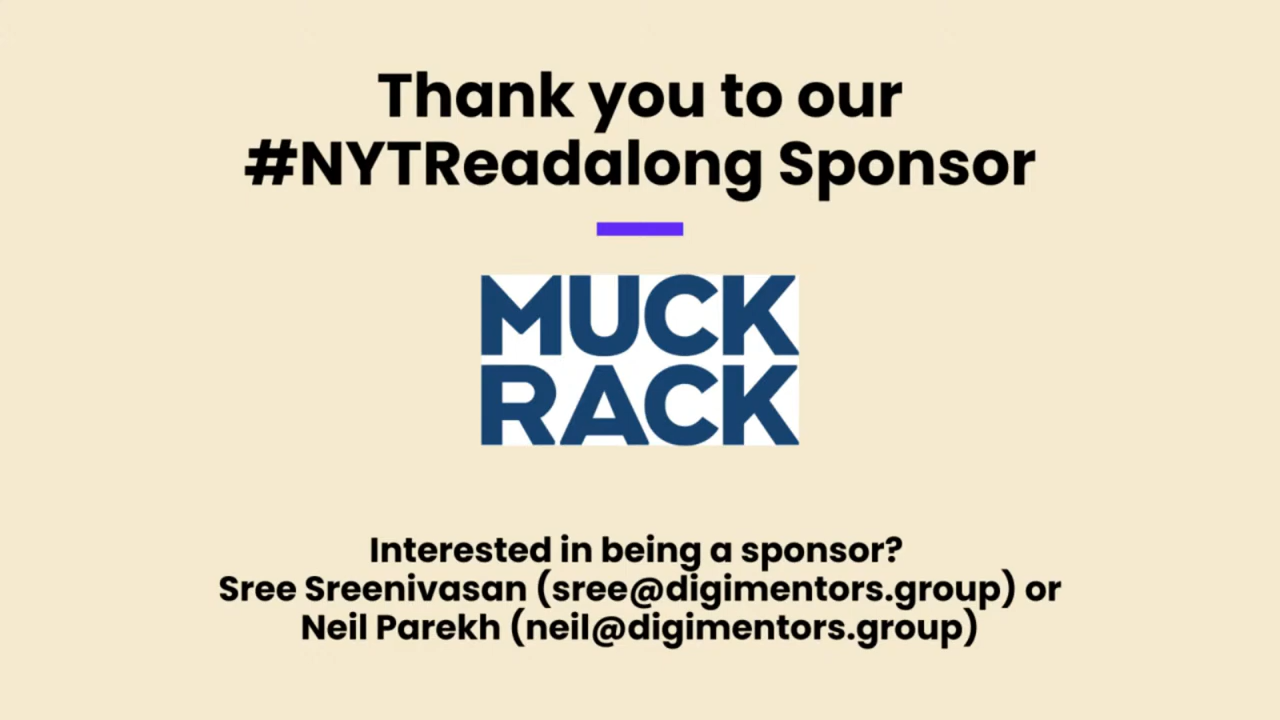 Thank you to our
#NYTReadalong Sponsor
MUCK
RACK
Interested in being a sponsor?
Sree Sreenivasan (sree@digimentors.group) or
Neil Parekh (neil@digimentors.group)